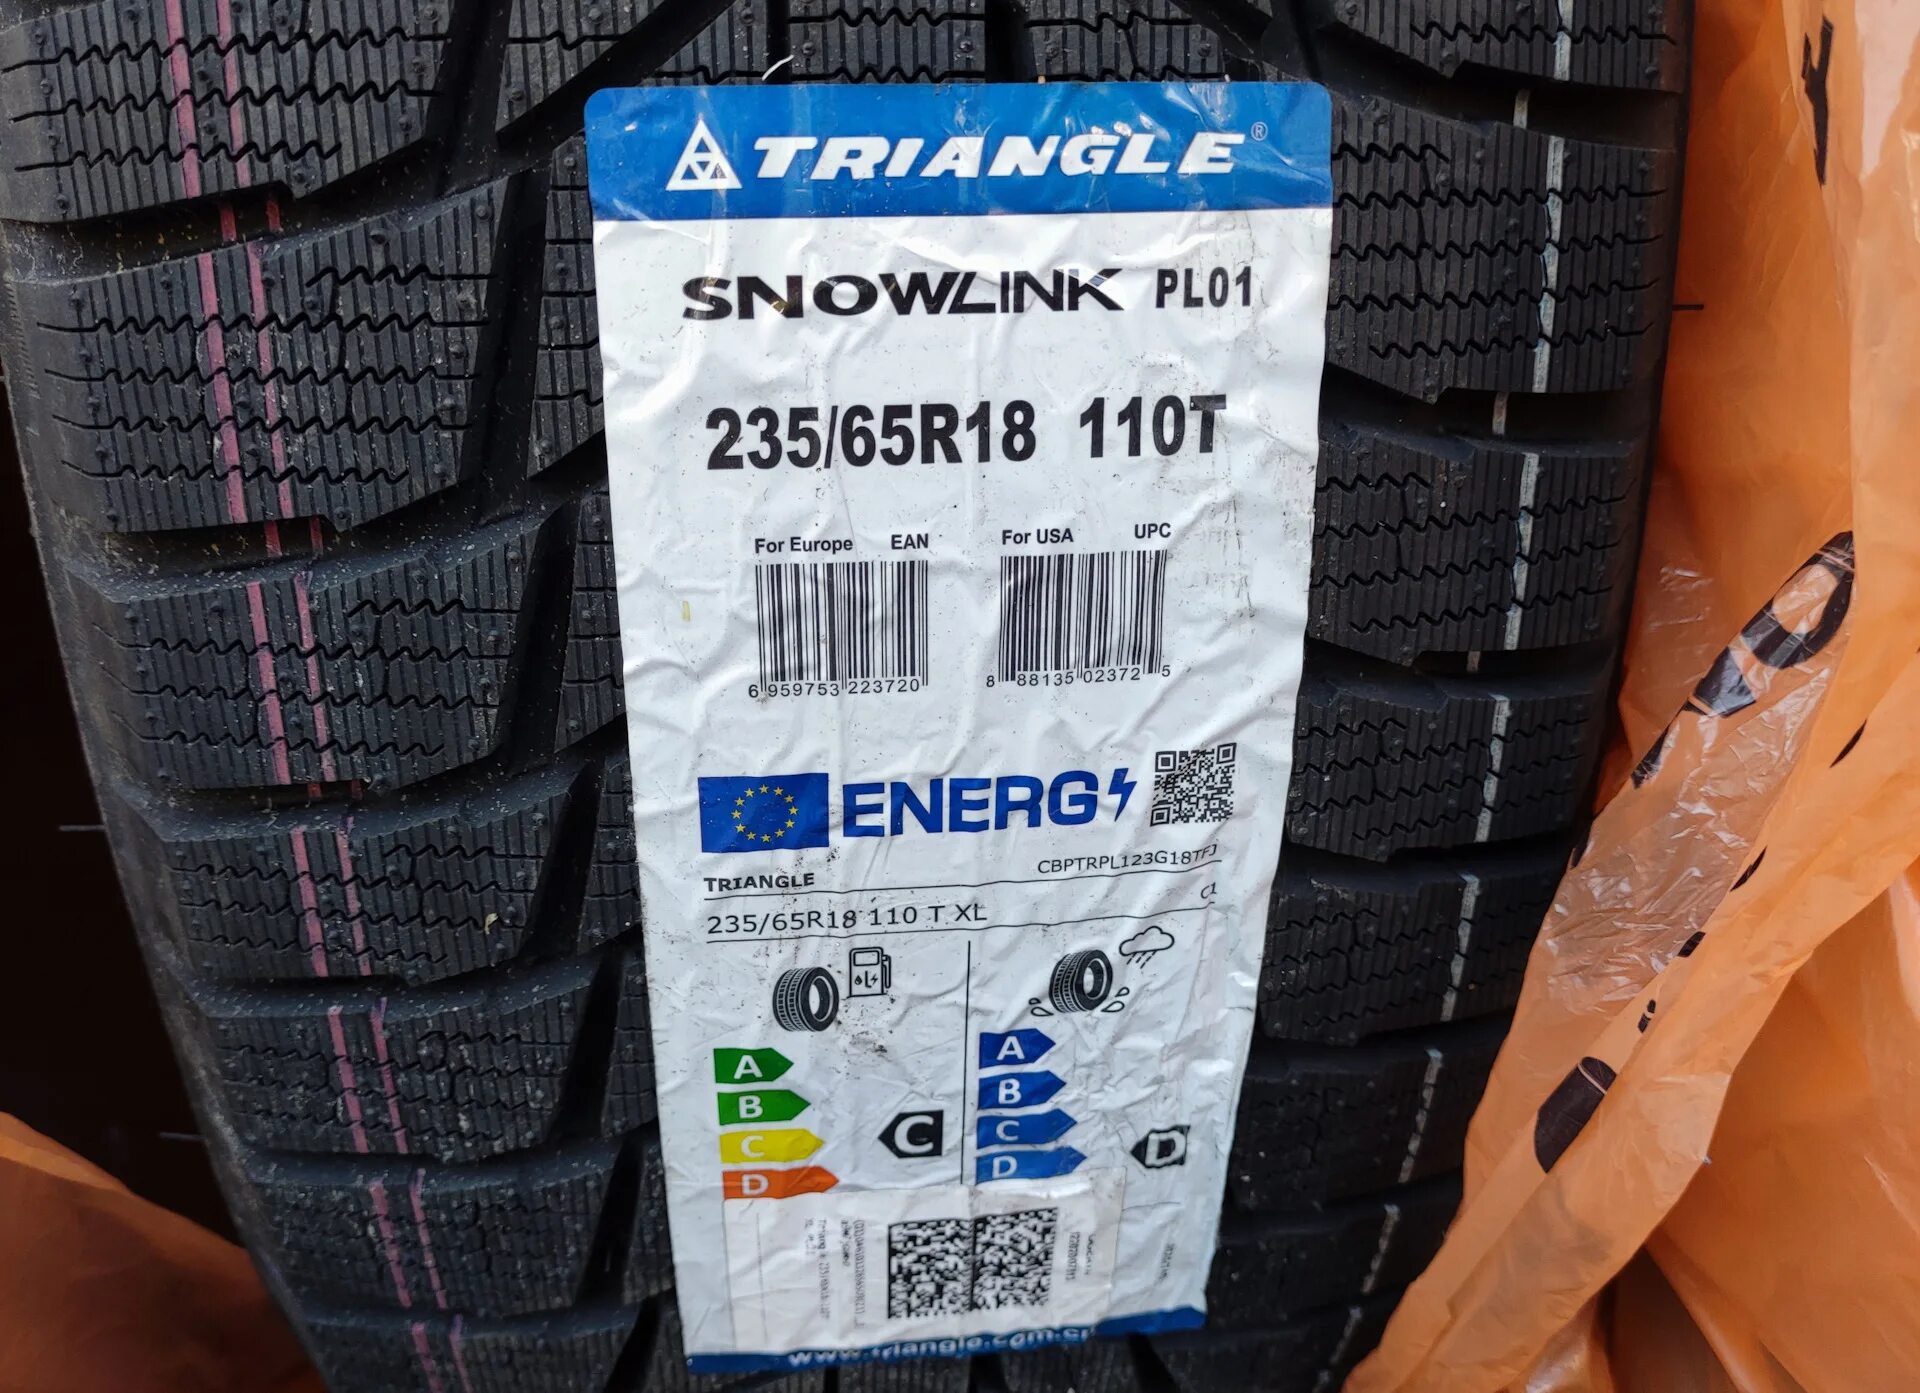 TRIANGLE®
SNOWLINK PL01
235/65R18 110T
For Europe EAN
For USA UPC
6 959753 223720
8 88135 02372 5
ENERG
TRIANGLE CBPTRPL123G18TFJ
235/65R18 110 T XL C1
A A
B B
C C C
D D D
www.triangle.com.cn